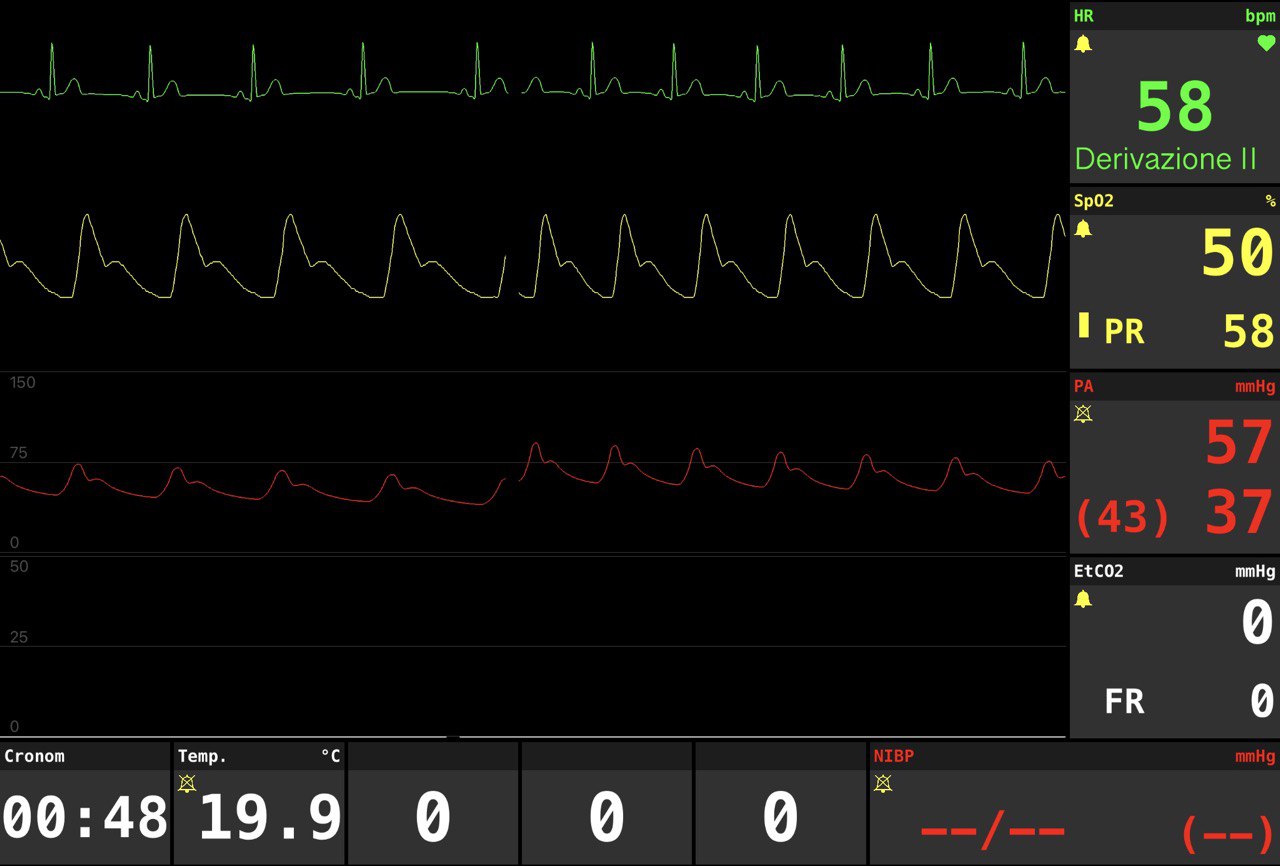 HR bpm
58
Derivazione II
SpO2 %
50
PR 58
150
75
0
PA mmHg
57
(43) 37
50
25
0
EtCO2 mmHg
0
FR 0
Cronom
00:48
Temp. °C
19.9
0
0
0
NIBP mmHg
--/-- (--)